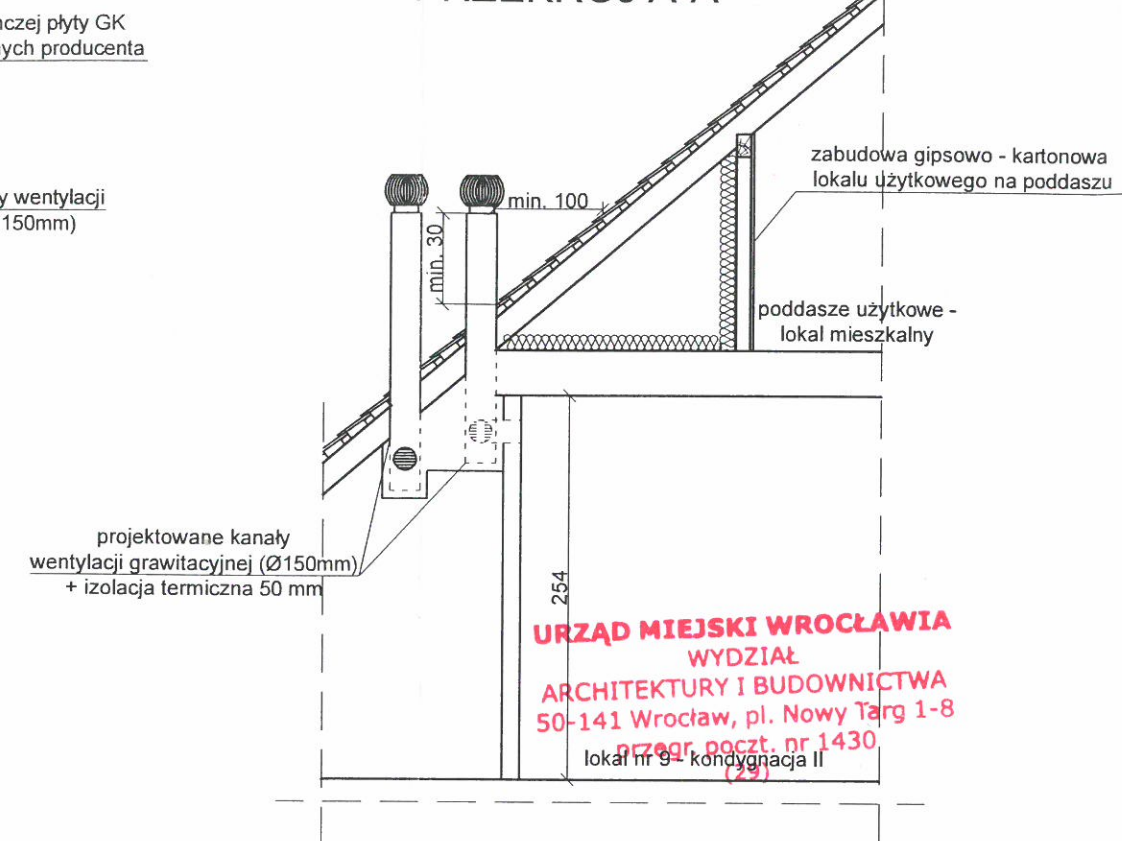 nczej płyty GK
ych producenta
y wentylacji
150mm)
min. 100
min. 30
zabudowa gipsowo - kartonowa
lokalu użytkowego na poddaszu
poddasze użytkowe -
lokal mieszkalny
projektowane kanały
wentylacji grawitacyjnej (Ø150mm)
+ izolacja termiczna 50 mm
254
URZĄD MIEJSKI WROCŁAWIA
WYDZIAŁ
ARCHITEKTURY I BUDOWNICTWA
50-141 Wrocław, pl. Nowy Targ 1-8
przegr. poczt. nr 1430
lokal nr 9 - kondygnacja II
(29)